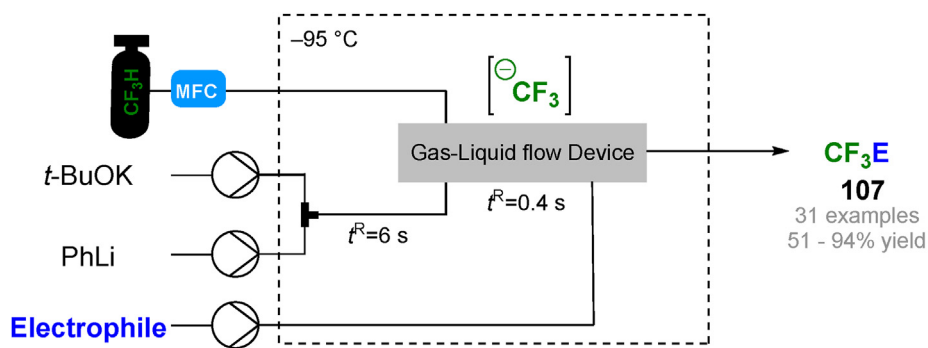 –95 °C
CF3H
MFC
⊖
[ CF3 ]
Gas-Liquid flow Device
t-BuOK
tR=6 s
tR=0.4 s
PhLi
Electrophile
CF3E
107
31 examples
51 - 94% yield